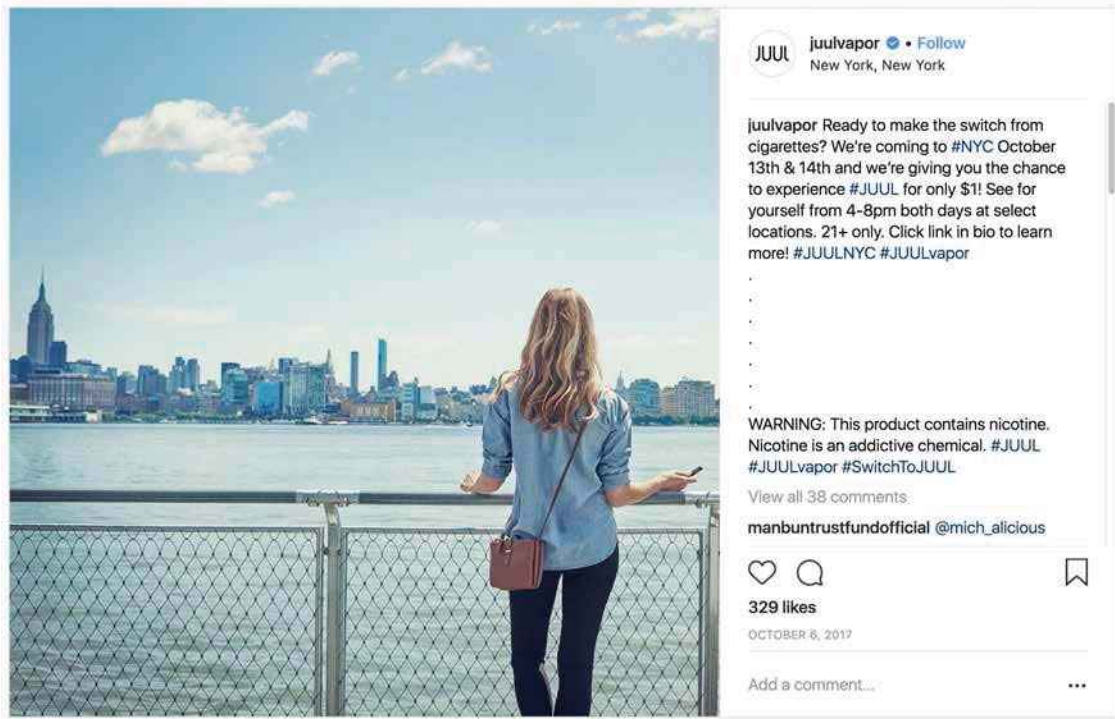 JUUL
juulvapor • Follow
New York, New York
juulvapor Ready to make the switch from
cigarettes? We're coming to #NYC October
13th & 14th and we're giving you the chance
to experience #JUUL for only $1! See for
yourself from 4-8pm both days at select
locations. 21+ only. Click link in bio to learn
more! #JUULNYC #JUULvapor
.
.
.
.
.
.
.
WARNING: This product contains nicotine.
Nicotine is an addictive chemical. #JUUL
#JUULvapor #SwitchToJUUL
View all 38 comments
manbuntrustfundofficial @mich_alicious
329 likes
OCTOBER 6, 2017
Add a comment...